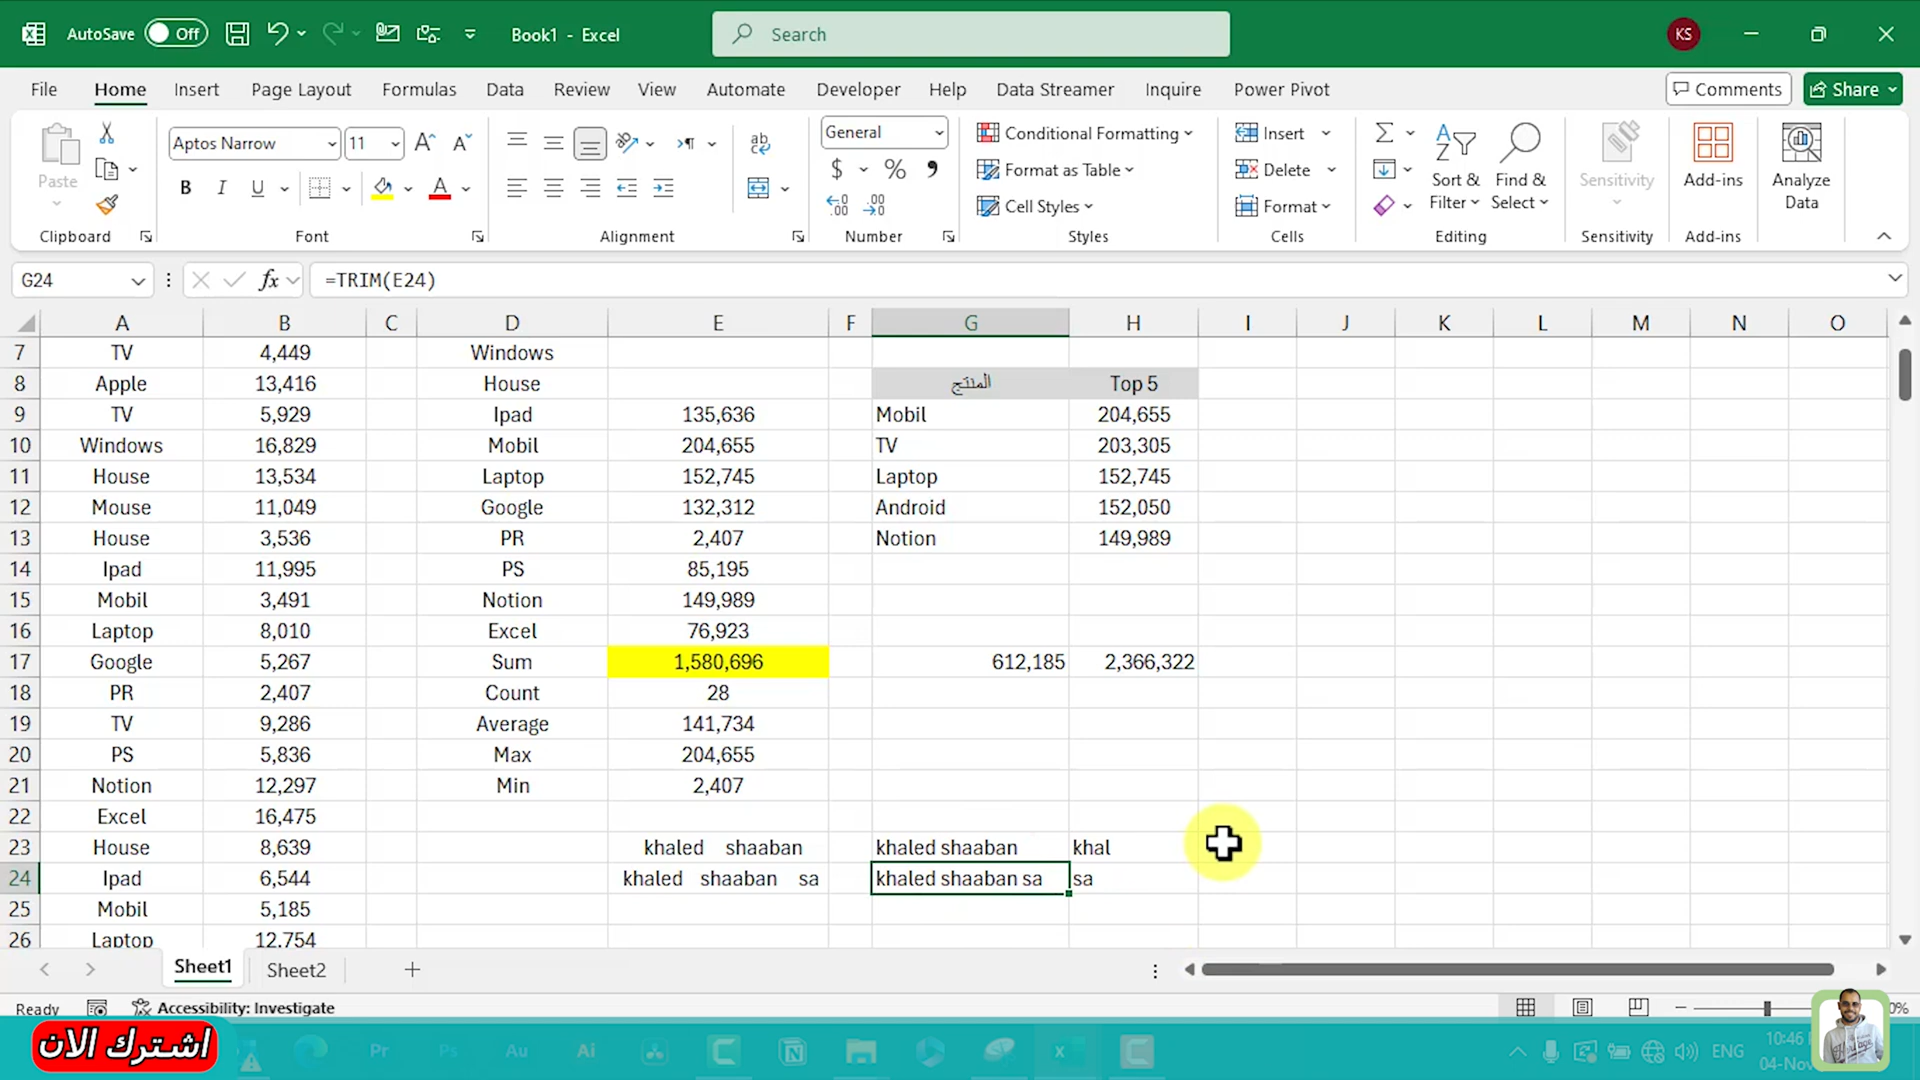 AutoSave Off Book1 - Excel Search KS
File Home Insert Page Layout Formulas Data Review View Automate Developer Help Data Streamer Inquire Power Pivot Comments Share
Paste Aptos Narrow 11 General Conditional Formatting Insert
Format as Table Delete Sort & Filter Find & Select Sensitivity Add-ins Analyze Data
B I U Cell Styles Format
Clipboard Font Alignment Number Styles Cells Editing Sensitivity Add-ins
G24 fx =TRIM(E24)
A B C D E F G H I J K L M N O
7 TV 4,449 Windows
8 Apple 13,416 House المنتج Top 5
9 TV 5,929 Ipad 135,636 Mobil 204,655
10 Windows 16,829 Mobil 204,655 TV 203,305
11 House 13,534 Laptop 152,745 Laptop 152,745
12 Mouse 11,049 Google 132,312 Android 152,050
13 House 3,536 PR 2,407 Notion 149,989
14 Ipad 11,995 PS 85,195
15 Mobil 3,491 Notion 149,989
16 Laptop 8,010 Excel 76,923
17 Google 5,267 Sum 1,580,696 612,185 2,366,322
18 PR 2,407 Count 28
19 TV 9,286 Average 141,734
20 PS 5,836 Max 204,655
21 Notion 12,297 Min 2,407
22 Excel 16,475
23 House 8,639 khaled shaaban khaled shaaban khal
24 Ipad 6,544 khaled shaaban sa khaled shaaban sa sa
25 Mobil 5,185
26 Laptop 12,754
Sheet1 Sheet2
Ready Accessibility: Investigate
اشترك الان Pr Ps Au Ai ENG 10:46
04-Nov